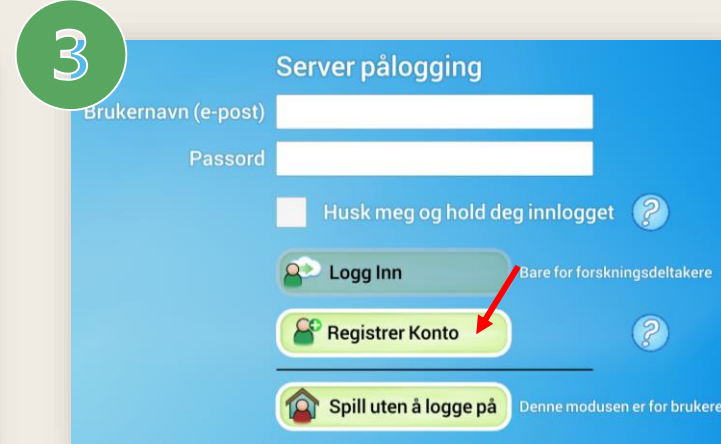 3
Server pålogging
Brukernavn (e-post)
Passord
Husk meg og hold deg innlogget ?
Logg Inn Bare for forskningsdeltakere
Registrer Konto ?
Spill uten å logge på Denne modusen er for brukere